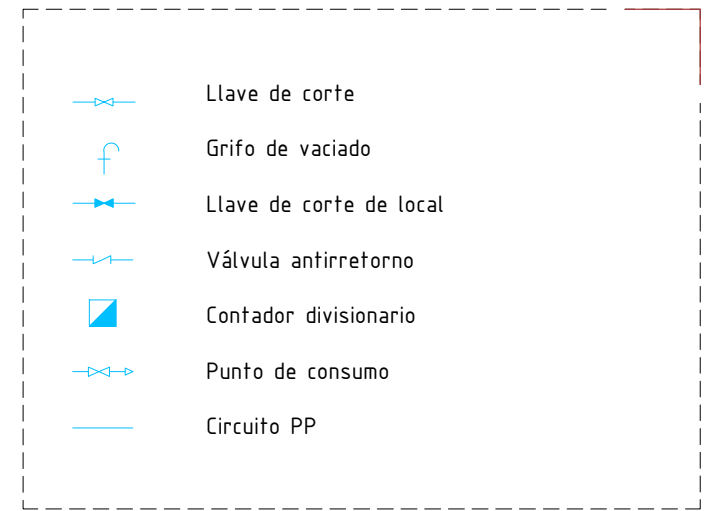 Llave de corte
Grifo de vaciado
Llave de corte de local
Válvula antirretorno
Contador divisionario
Punto de consumo
Circuito PP